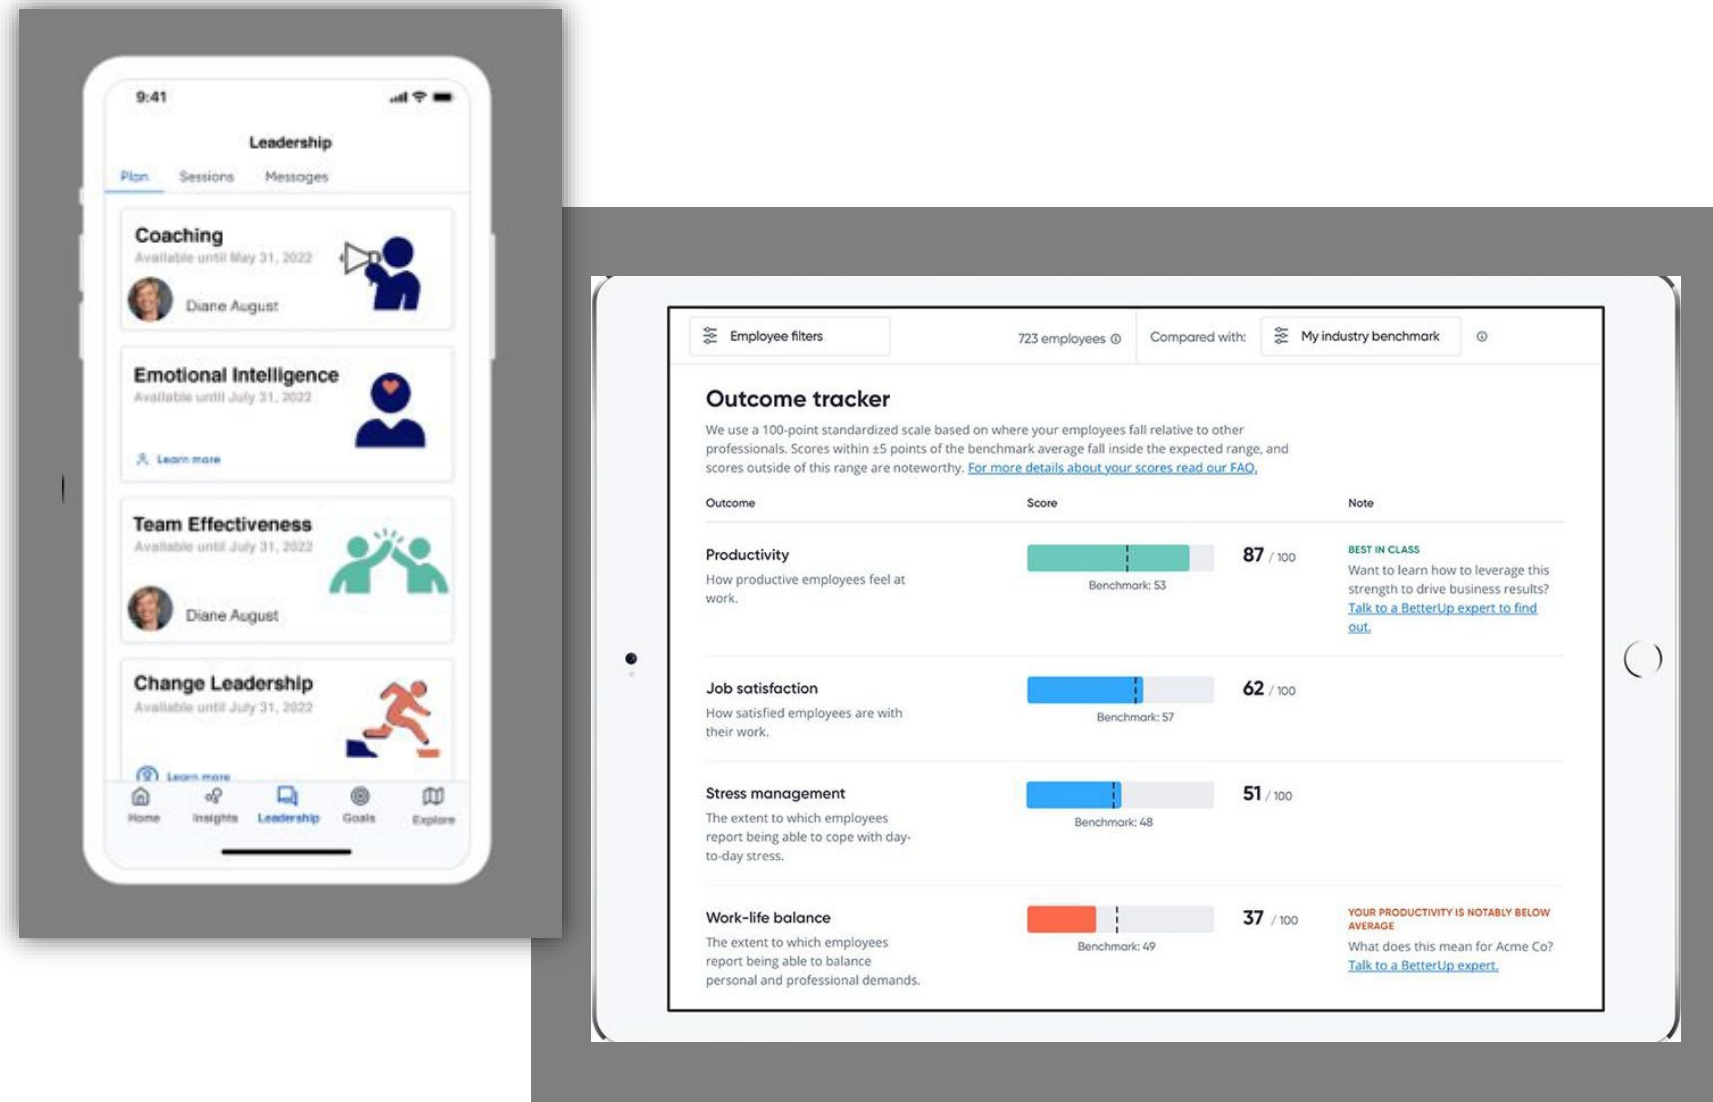 9:41
Leadership
Plan Sessions Messages
Coaching
Available until May 31, 2022
Diane August
Emotional Intelligence
Available until July 31, 2022
Learn more
Team Effectiveness
Available until July 31, 2022
Diane August
Change Leadership
Available until July 31, 2022
Learn more
Home Insights Leadership Goals Explore
Employee filters 723 employees Compared with: My industry benchmark
Outcome tracker
We use a 100-point standardized scale based on where your employees fall relative to other
professionals. Scores within ±5 points of the benchmark average fall inside the expected range, and
scores outside of this range are noteworthy. For more details about your scores read our FAQ.
Outcome Score Note
Productivity
How productive employees feel at
work.
Benchmark: 53
87 / 100
BEST IN CLASS
Want to learn how to leverage this
strength to drive business results?
Talk to a BetterUp expert to find
out.
Job satisfaction
How satisfied employees are with
their work.
Benchmark: 57
62 / 100
Stress management
The extent to which employees
report being able to cope with day-
to-day stress.
Benchmark: 48
51 / 100
Work-life balance
The extent to which employees
report being able to balance
personal and professional demands.
Benchmark: 49
37 / 100
YOUR PRODUCTIVITY IS NOTABLY BELOW
AVERAGE
What does this mean for Acme Co?
Talk to a BetterUp expert.